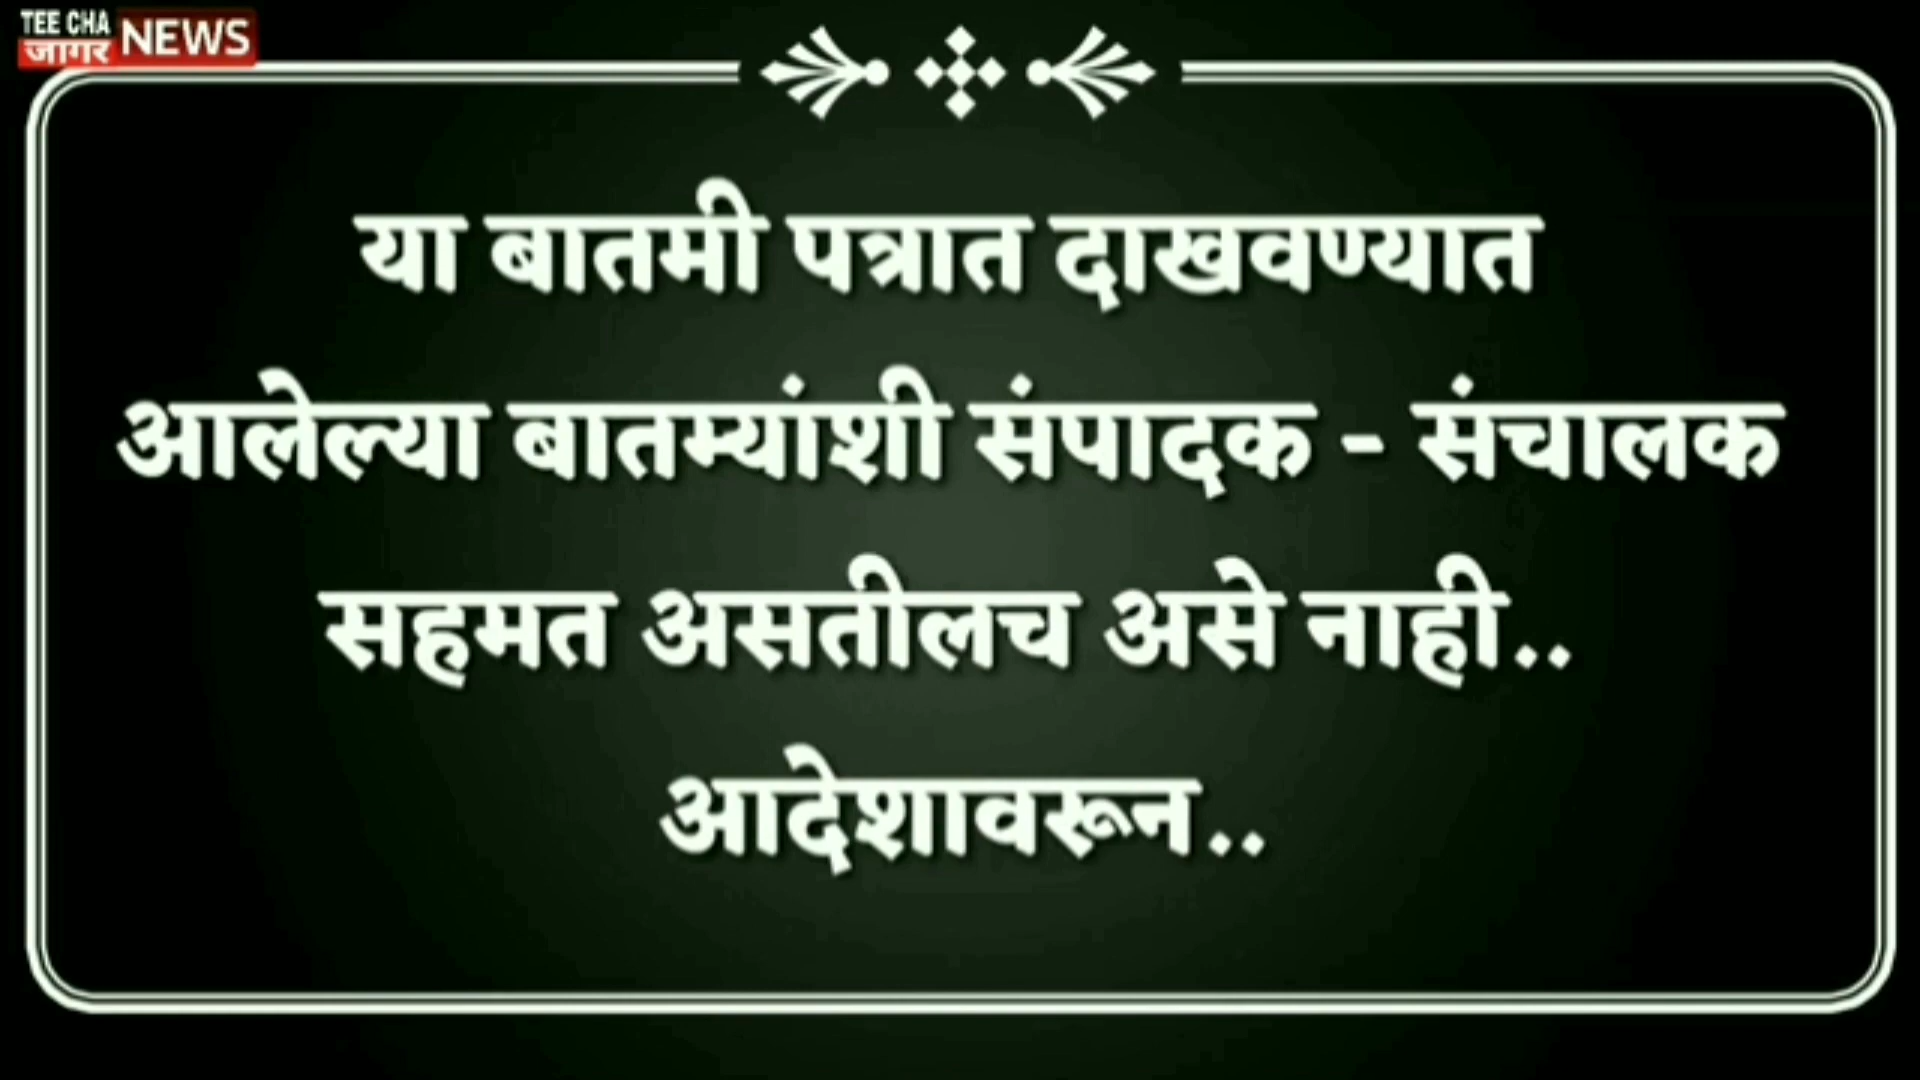 TEE CHA
जागर NEWS
या बातमी पत्रात दाखवण्यात
आलेल्या बातम्यांशी संपादक - संचालक
सहमत असतीलच असे नाही..
आदेशावरून..